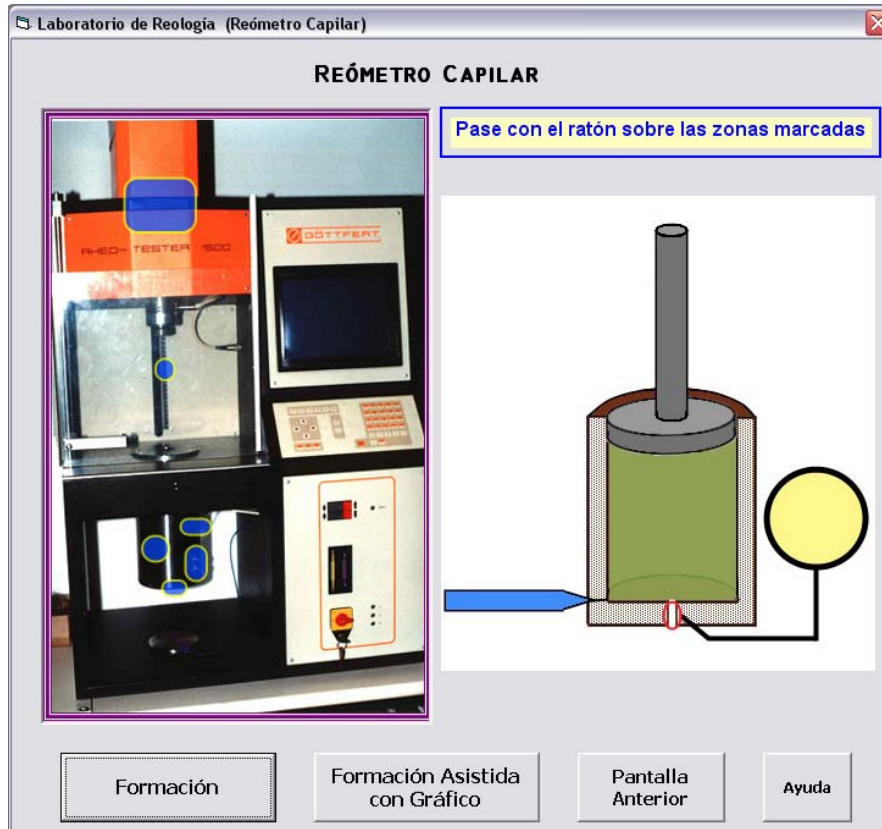 Laboratorio de Reología (Reómetro Capilar)
REÓMETRO CAPILAR
Pase con el ratón sobre las zonas marcadas
GÖTTFERT
RHEO-TESTER 1500
Formación
Formación Asistida
con Gráfico
Pantalla
Anterior
Ayuda